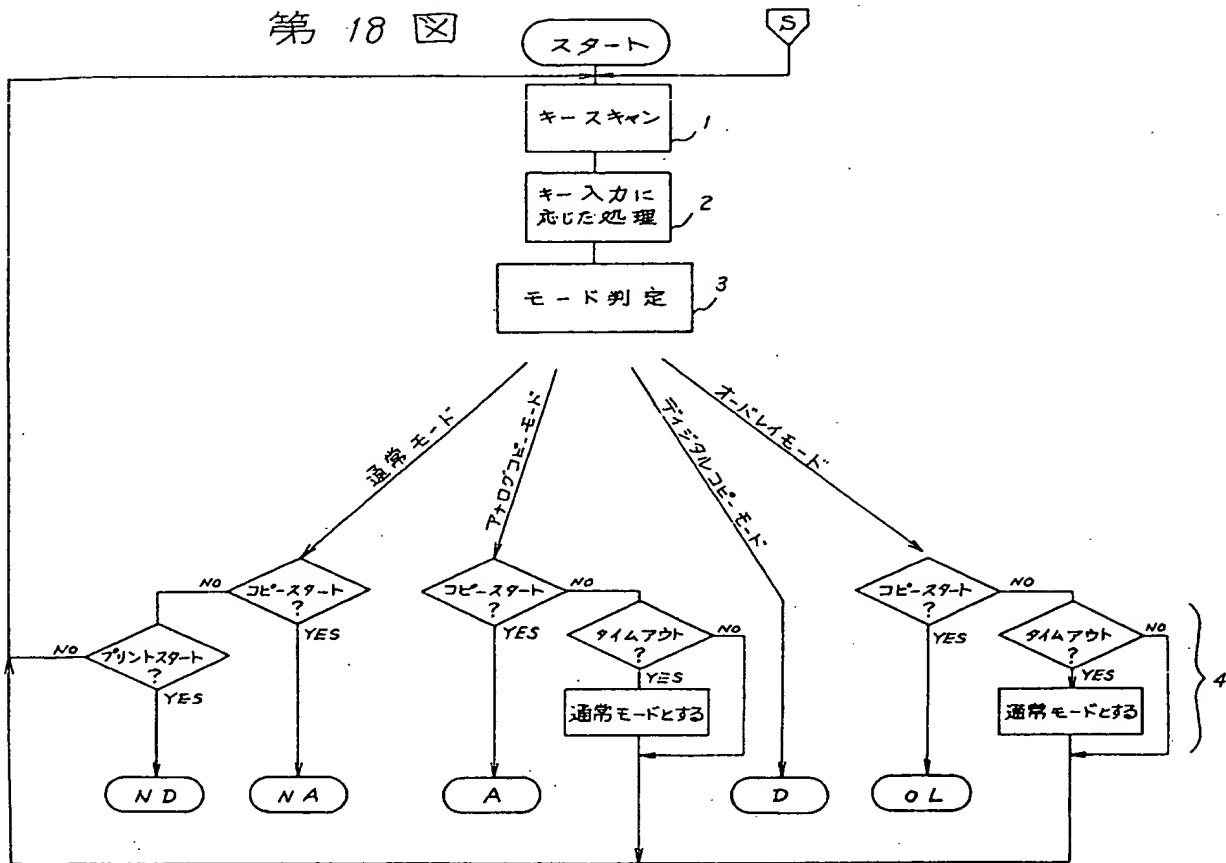 第 18 図
S
スタート
キースキャン
1
キー入力に
応じた処理
2
モード判定
3
通常モード
アナログコピーモード
ディジタルコピーモード
オーバレイモード
コピースタート
?
NO
YES
プリントスタート
?
NO
YES
コピースタート
?
NO
YES
タイムアウト
?
NO
YES
通常モードとする
コピースタート
?
NO
YES
タイムアウト
?
NO
YES
通常モードとする
4
ND
NA
A
D
OL